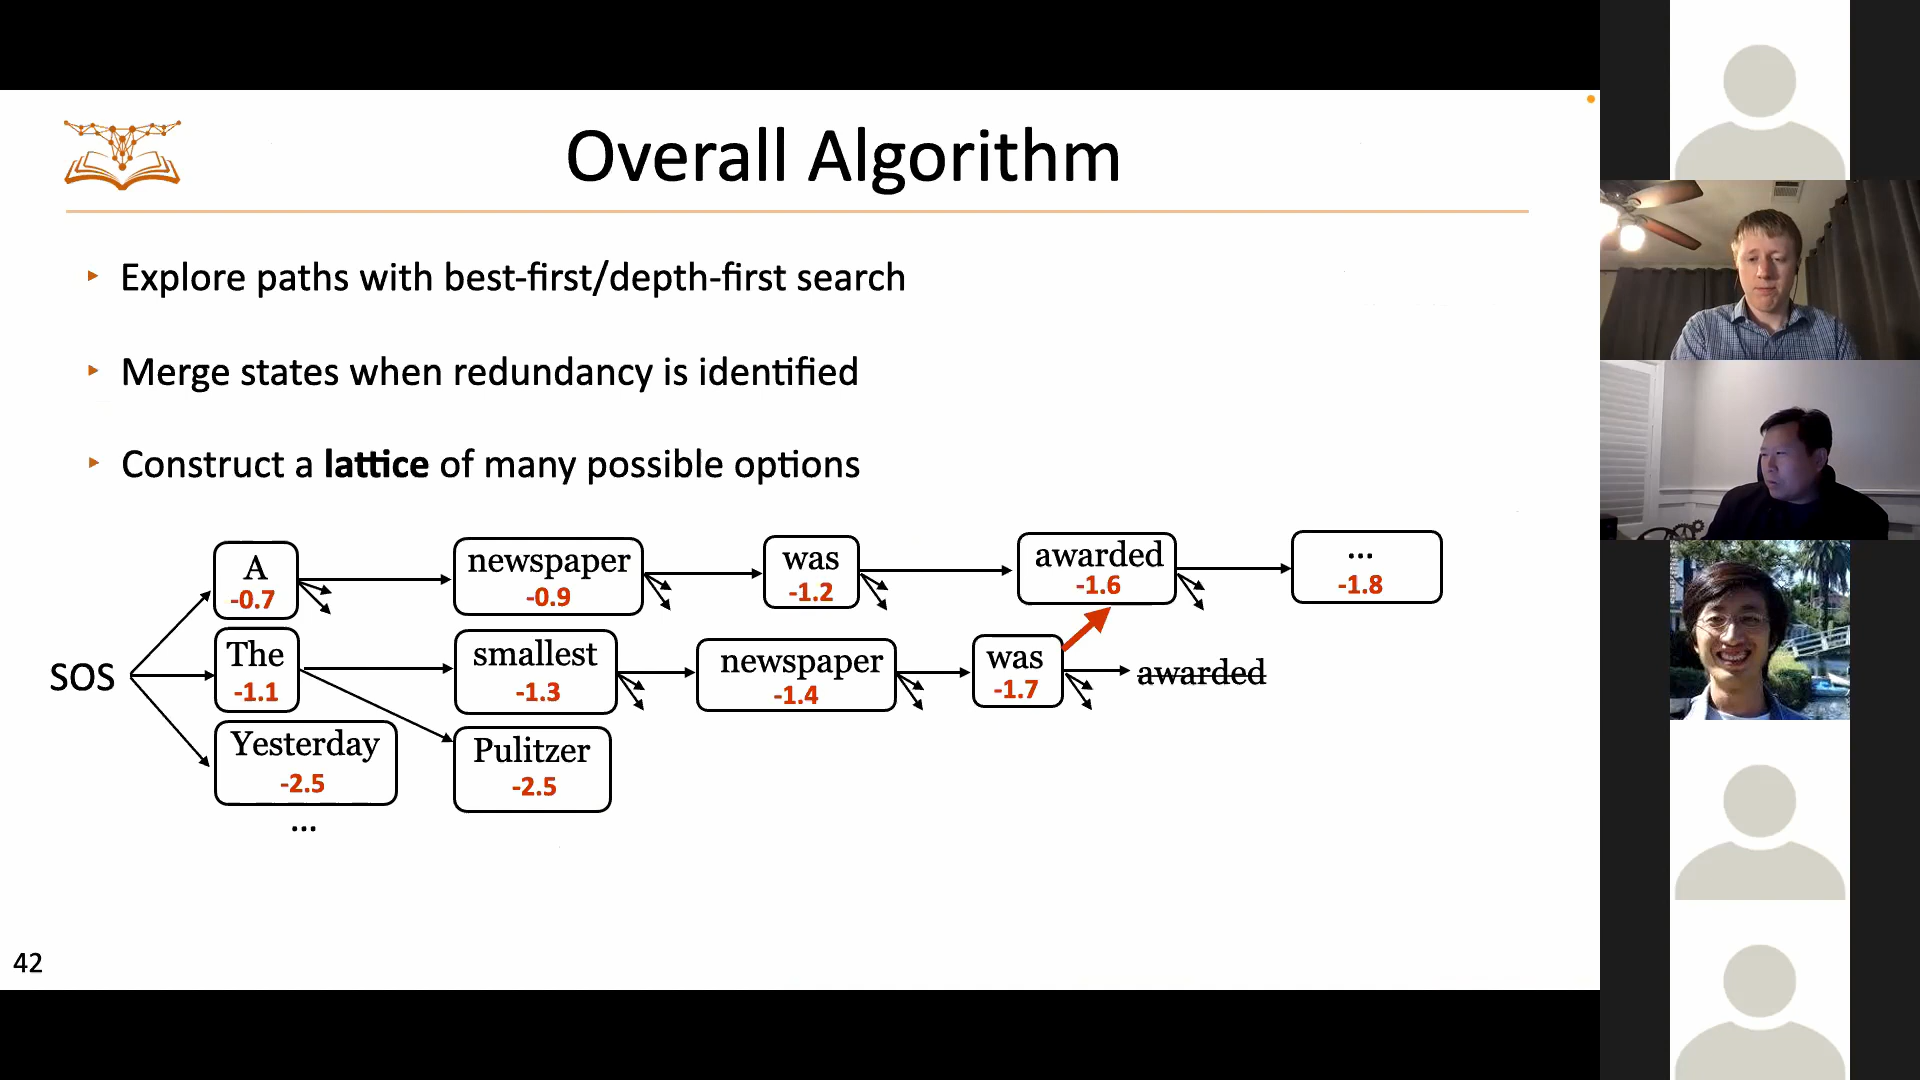 Overall Algorithm
‣ Explore paths with best-first/depth-first search
‣ Merge states when redundancy is identified
‣ Construct a lattice of many possible options
SOS
A
-0.7
newspaper
-0.9
was
-1.2
awarded
-1.6
...
-1.8
The
-1.1
smallest
-1.3
newspaper
-1.4
was
-1.7
awarded
Yesterday
-2.5
Pulitzer
-2.5
...
42